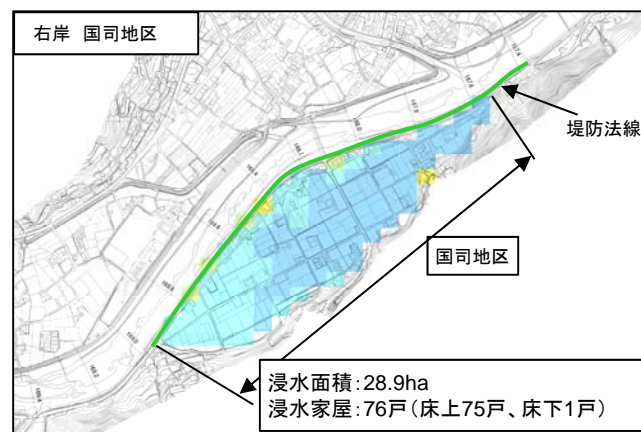 右岸 国司地区
堤防法線
国司地区
浸水面積:28.9ha
浸水家屋:76戸(床上75戸、床下1戸)